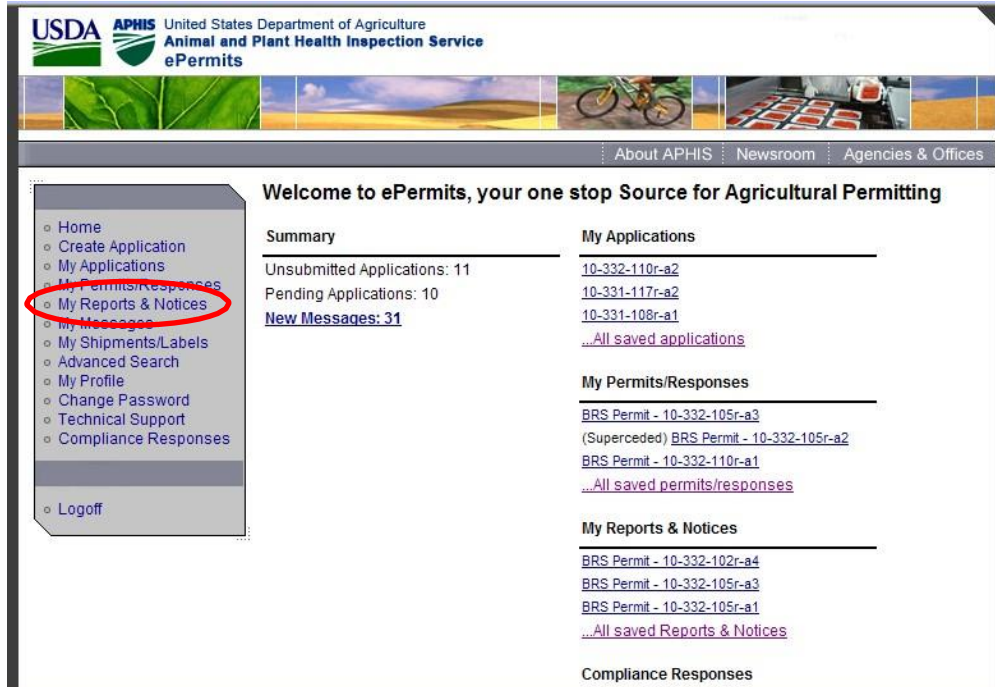 USDA APHIS United States Department of Agriculture
Animal and Plant Health Inspection Service
ePermits
About APHIS Newsroom Agencies & Offices
Welcome to ePermits, your one stop Source for Agricultural Permitting
Home
Create Application
My Applications
My Permits/Responses
My Reports & Notices
My Messages
My Shipments/Labels
Advanced Search
My Profile
Change Password
Technical Support
Compliance Responses
Logoff
Summary
Unsubmitted Applications: 11
Pending Applications: 10
New Messages: 31
My Applications
10-332-110r-a2
10-331-117r-a2
10-331-108r-a1
...All saved applications
My Permits/Responses
BRS Permit - 10-332-105r-a3
(Superceded) BRS Permit - 10-332-105r-a2
BRS Permit - 10-332-110r-a1
...All saved permits/responses
My Reports & Notices
BRS Permit - 10-332-102r-a4
BRS Permit - 10-332-105r-a3
BRS Permit - 10-332-105r-a1
...All saved Reports & Notices
Compliance Responses